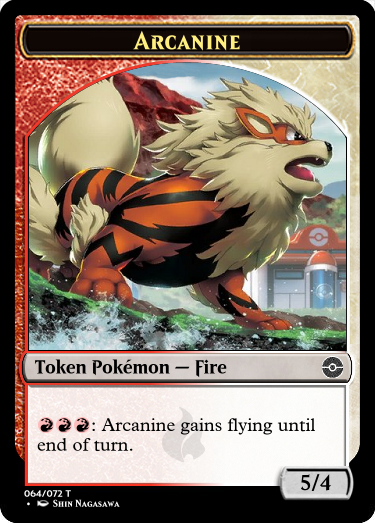 Arcanine
Token Pokémon — Fire
: Arcanine gains flying until
end of turn.
5/4
064/072 T
• Shin Nagasawa